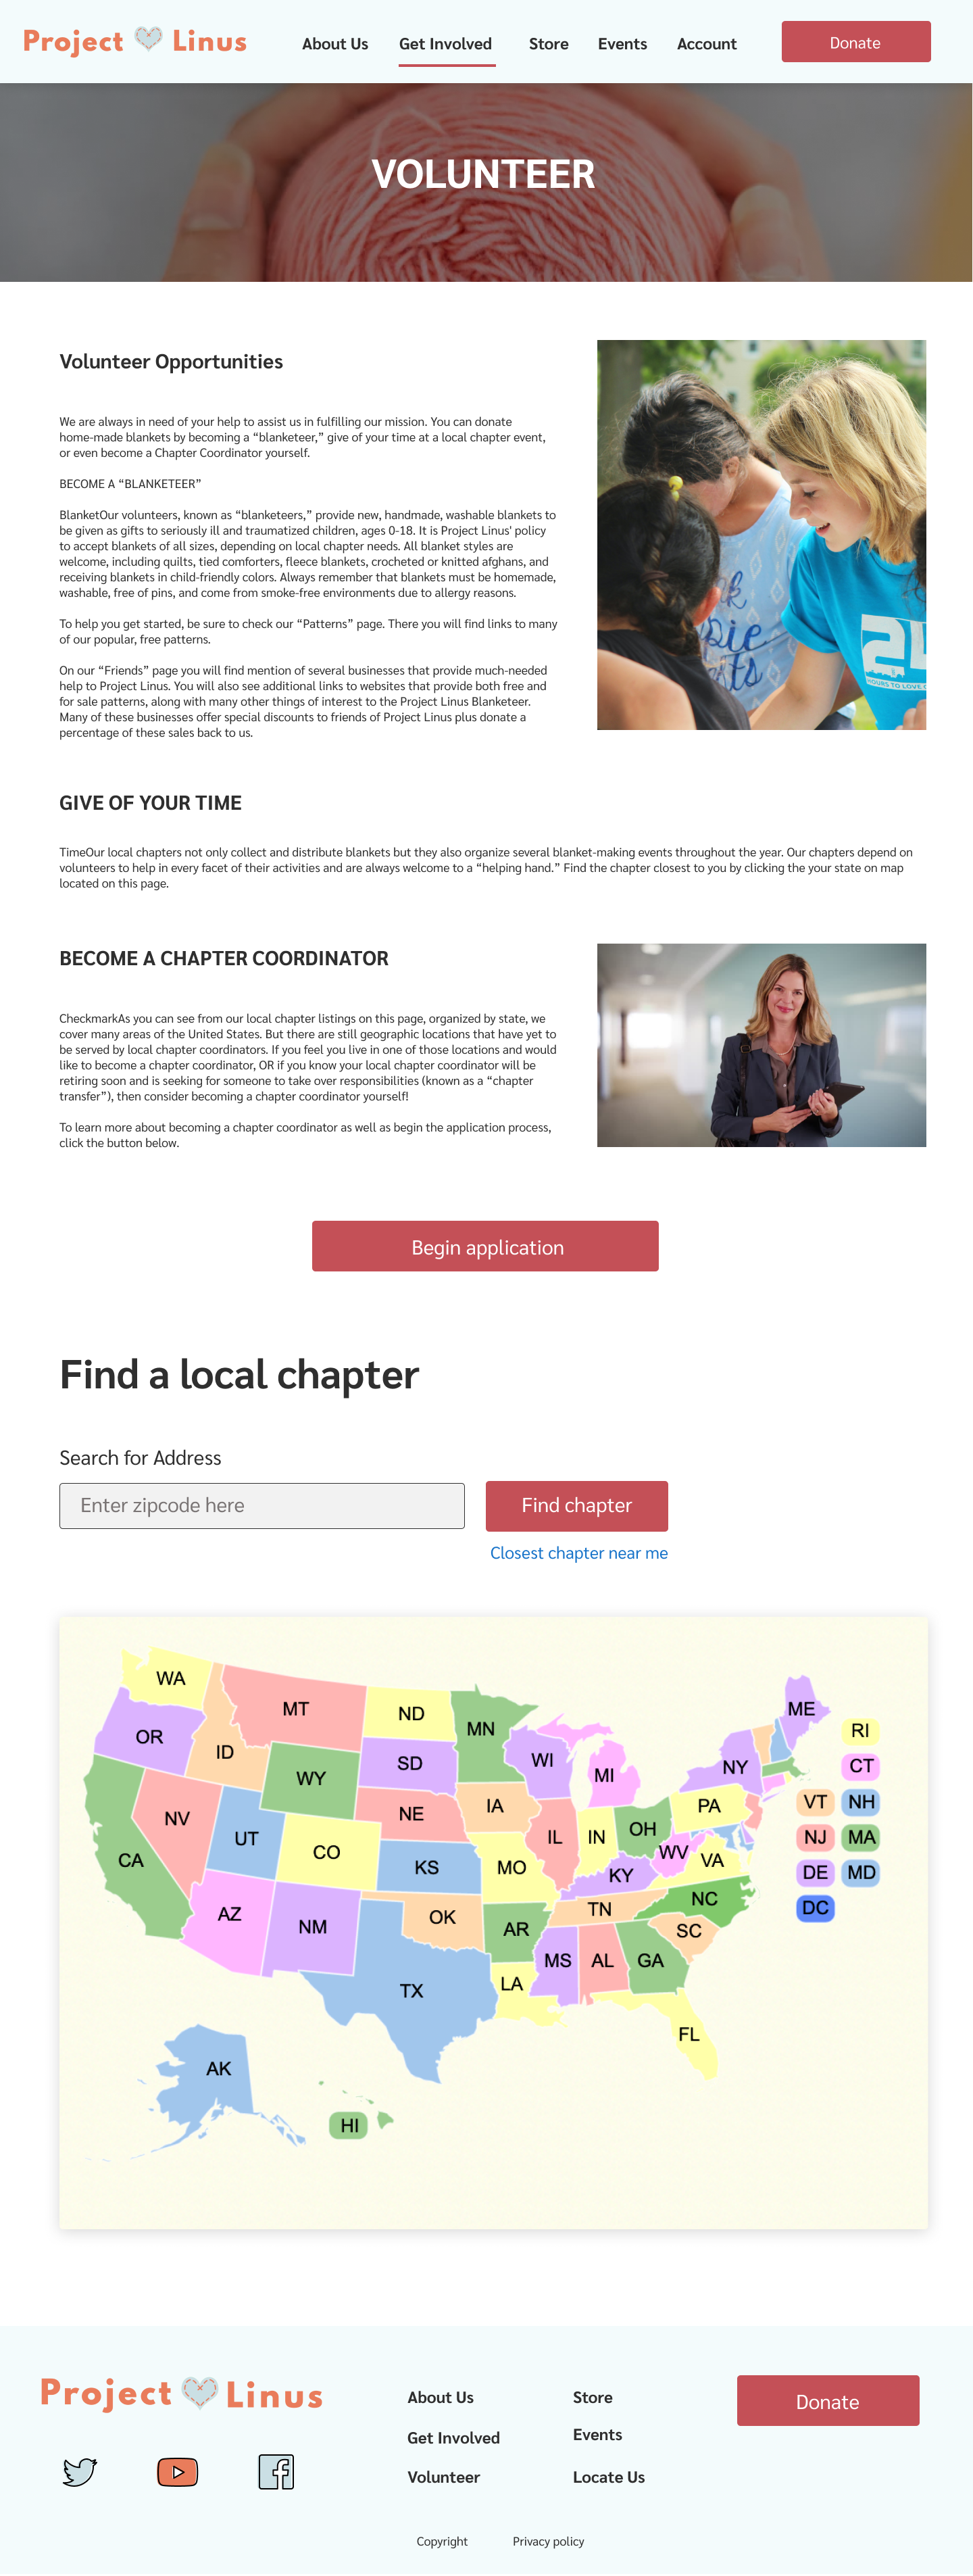 Project Linus
About Us Get Involved Store Events Account Donate
VOLUNTEER
Volunteer Opportunities
We are always in need of your help to assist us in fulfilling our mission. You can donate
home-made blankets by becoming a “blanketeer,” give of your time at a local chapter event,
or even become a Chapter Coordinator yourself.
BECOME A “BLANKETEER”
BlanketOur volunteers, known as “blanketeers,” provide new, handmade, washable blankets to
be given as gifts to seriously ill and traumatized children, ages 0-18. It is Project Linus' policy
to accept blankets of all sizes, depending on local chapter needs. All blanket styles are
welcome, including quilts, tied comforters, fleece blankets, crocheted or knitted afghans, and
receiving blankets in child-friendly colors. Always remember that blankets must be homemade,
washable, free of pins, and come from smoke-free environments due to allergy reasons.
To help you get started, be sure to check our “Patterns” page. There you will find links to many
of our popular, free patterns.
On our “Friends” page you will find mention of several businesses that provide much-needed
help to Project Linus. You will also see additional links to websites that provide both free and
for sale patterns, along with many other things of interest to the Project Linus Blanketeer.
Many of these businesses offer special discounts to friends of Project Linus plus donate a
percentage of these sales back to us.
GIVE OF YOUR TIME
TimeOur local chapters not only collect and distribute blankets but they also organize several blanket-making events throughout the year. Our chapters depend on
volunteers to help in every facet of their activities and are always welcome to a “helping hand.” Find the chapter closest to you by clicking the your state on map
located on this page.
BECOME A CHAPTER COORDINATOR
CheckmarkAs you can see from our local chapter listings on this page, organized by state, we
cover many areas of the United States. But there are still geographic locations that have yet to
be served by local chapter coordinators. If you feel you live in one of those locations and would
like to become a chapter coordinator, OR if you know your local chapter coordinator will be
retiring soon and is seeking for someone to take over responsibilities (known as a “chapter
transfer”), then consider becoming a chapter coordinator yourself!
To learn more about becoming a chapter coordinator as well as begin the application process,
click the button below.
Begin application
Find a local chapter
Search for Address
Enter zipcode here
Find chapter
Closest chapter near me
WA
MT
ND
MN
ME
RI
OR
ID
SD
WI
MI
NY
CT
WY
NE
IA
PA
VT NH
NV
UT
CO
IL
IN
OH
NJ MA
CA
KS
MO
KY
WV
VA
DE MD
AZ
NM
OK
AR
TN
NC
SC
DC
TX
LA
MS
AL
GA
FL
AK
HI
Project Linus
About Us
Store
Donate
Get Involved
Events
Volunteer
Locate Us
Copyright Privacy policy